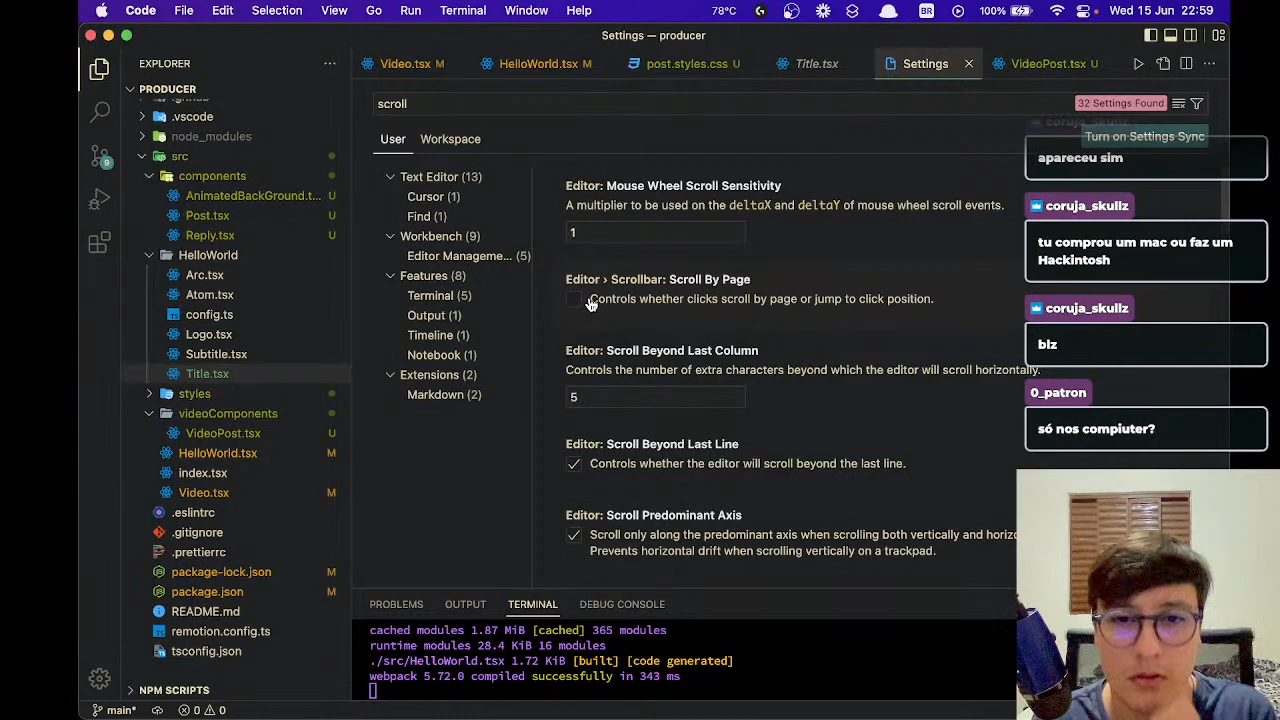 Code File Edit Selection View Go Run Terminal Window Help 78°C BR 100% Wed 15 Jun 22:59
Settings — producer
EXPLORER
Video.tsx M
HelloWorld.tsx M
post.styles.css U
Title.tsx
Settings
VideoPost.tsx U
PRODUCER
.vscode
node_modules
src
components
AnimatedBackGround.t... U
Post.tsx U
Reply.tsx U
HelloWorld
Arc.tsx
Atom.tsx
config.ts
Logo.tsx
Subtitle.tsx
Title.tsx
styles
videoComponents
VideoPost.tsx U
HelloWorld.tsx M
index.tsx
Video.tsx M
.eslintrc
.gitignore
.prettierrc
package-lock.json M
package.json M
README.md
remotion.config.ts
tsconfig.json
NPM SCRIPTS
9
main*
0 0
scroll
32 Settings Found
User Workspace
Turn on Settings Sync
Text Editor (13)
Cursor (1)
Find (1)
Workbench (9)
Editor Manageme... (5)
Features (8)
Terminal (5)
Output (1)
Timeline (1)
Notebook (1)
Extensions (2)
Markdown (2)
Editor: Mouse Wheel Scroll Sensitivity
A multiplier to be used on the deltaX and deltaY of mouse wheel scroll events.
1
Editor › Scrollbar: Scroll By Page
Controls whether clicks scroll by page or jump to click position.
Editor: Scroll Beyond Last Column
Controls the number of extra characters beyond which the editor will scroll horizontally.
5
Editor: Scroll Beyond Last Line
Controls whether the editor will scroll beyond the last line.
Editor: Scroll Predominant Axis
Scroll only along the predominant axis when scrolling both vertically and horizo
Prevents horizontal drift when scrolling vertically on a trackpad.
PROBLEMS OUTPUT TERMINAL DEBUG CONSOLE
cached modules 1.87 MiB [cached] 365 modules
runtime modules 28.4 KiB 16 modules
./src/HelloWorld.tsx 1.72 KiB [built] [code generated]
webpack 5.72.0 compiled successfully in 343 ms
coruja_skullz
apareceu sim
coruja_skullz
tu comprou um mac ou faz um
Hackintosh
coruja_skullz
blz
0_patron
só nos compiuter?